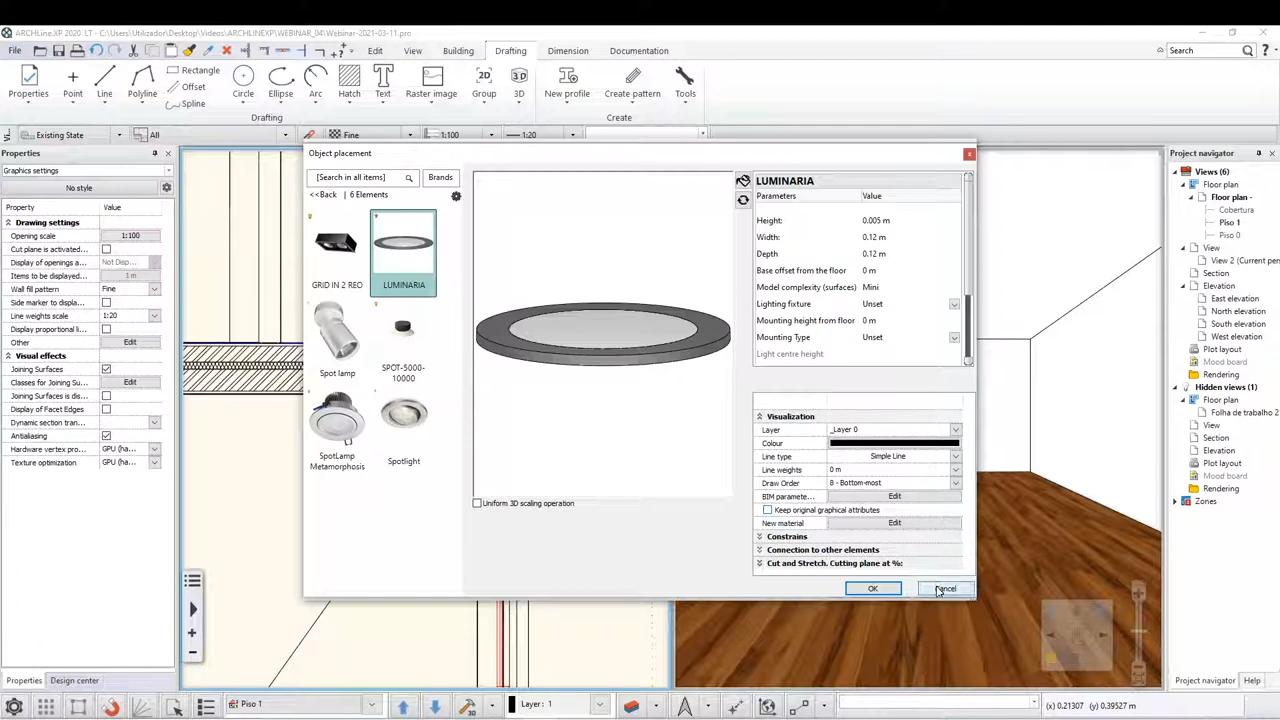 ARCHLine.XP 2020 LT - C:\Users\Utilizador\Desktop\Videos\ARCHLINEXP\WEBINAR_04\Webinar-2021-03-11.pro
File Edit View Building Drafting Dimension Documentation Search
Properties Point Line Polyline Rectangle Offset Spline Circle Ellipse Arc Hatch Text Raster image Group 3D New profile Create pattern Tools
Drafting Create
Existing State All Fine 1:100 1:20
Properties
Graphics settings
No style
Property Value
Drawing settings
Opening scale 1:100
Cut plane is activated...
Display of openings a... Not Disp...
Items to be displayed... 1 m
Wall fill pattern Fine
Side marker to displa...
Line weights scale 1:20
Display proportional li...
Other Edit
Visual effects
Joining Surfaces
Classes for Joining Su... Edit
Joining Surfaces is dis...
Display of Facet Edges
Dynamic section tran...
Antialiasing
Hardware vertex pro... GPU (ha...
Texture optimization GPU (ha...
Properties Design center
Object placement
[Search in all items] Brands
<<Back | 6 Elements
GRID IN 2 REO LUMINARIA
Spot lamp SPOT-5000-10000
SpotLamp Metamorphosis Spotlight
Uniform 3D scaling operation
LUMINARIA
Parameters Value
Height: 0.005 m
Width: 0.12 m
Depth 0.12 m
Base offset from the floor 0 m
Model complexity (surfaces) Mini
Lighting fixture Unset
Mounting height from floor 0 m
Mounting Type Unset
Light centre height
Visualization
Layer _Layer 0
Colour
Line type Simple Line
Line weights 0 m
Draw Order 8 - Bottom-most
BIM parame... Edit
Keep original graphical attributes
New material Edit
Constrains
Connection to other elements
Cut and Stretch. Cutting plane at %:
OK Cancel
Project navigator
Views (6)
Floor plan
Floor plan -
Cobertura
Piso 1
Piso 0
View
View 2 (Current per
Section
Elevation
East elevation
North elevation
South elevation
West elevation
Plot layout
Mood board
Rendering
Hidden views (1)
Floor plan
Folha de trabalho 2
View
Section
Elevation
Plot layout
Mood board
Rendering
Zones
Project navigator Help
Piso 1 Layer: 1 (x) 0.21307 (y) 0.39527 m